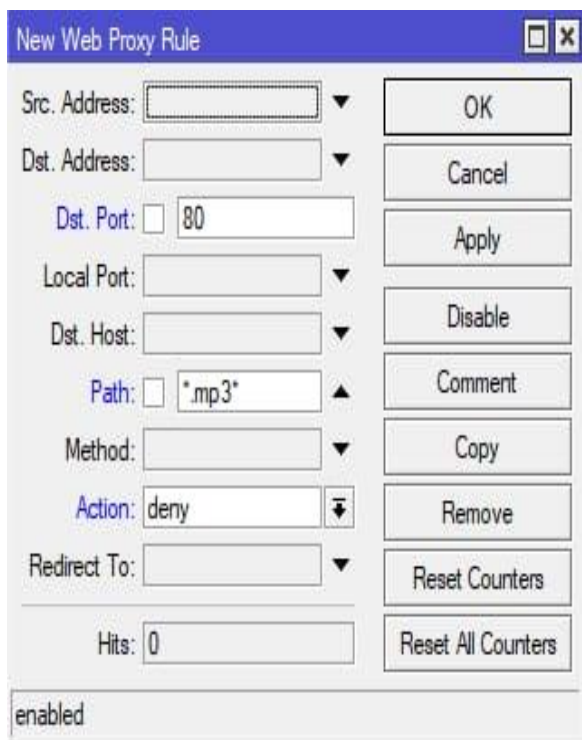 New Web Proxy Rule
Src. Address:
OK
Dst. Address:
Cancel
Dst. Port: 80
Apply
Local Port:
Disable
Dst. Host:
Comment
Path: *.mp3*
Copy
Method:
Action: deny
Remove
Redirect To:
Reset Counters
Hits: 0
Reset All Counters
enabled